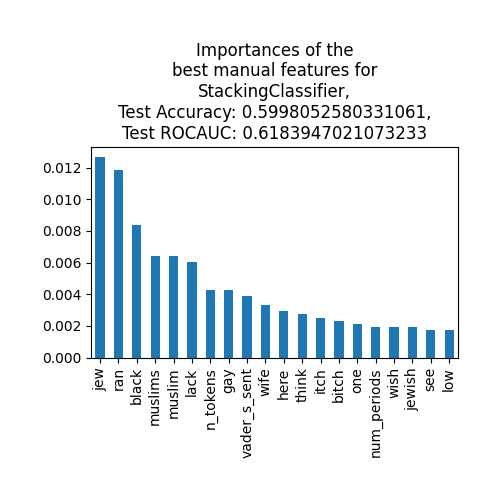 Importances of the
best manual features for
StackingClassifier,
Test Accuracy: 0.5998052580331061,
Test ROCAUC: 0.6183947021073233
0.012
0.010
0.008
0.006
0.004
0.002
0.000
jew
ran
black
muslims
muslim
lack
n_tokens
gay
vader_s_sent
wife
here
think
itch
bitch
one
num_periods
wish
jewish
see
low